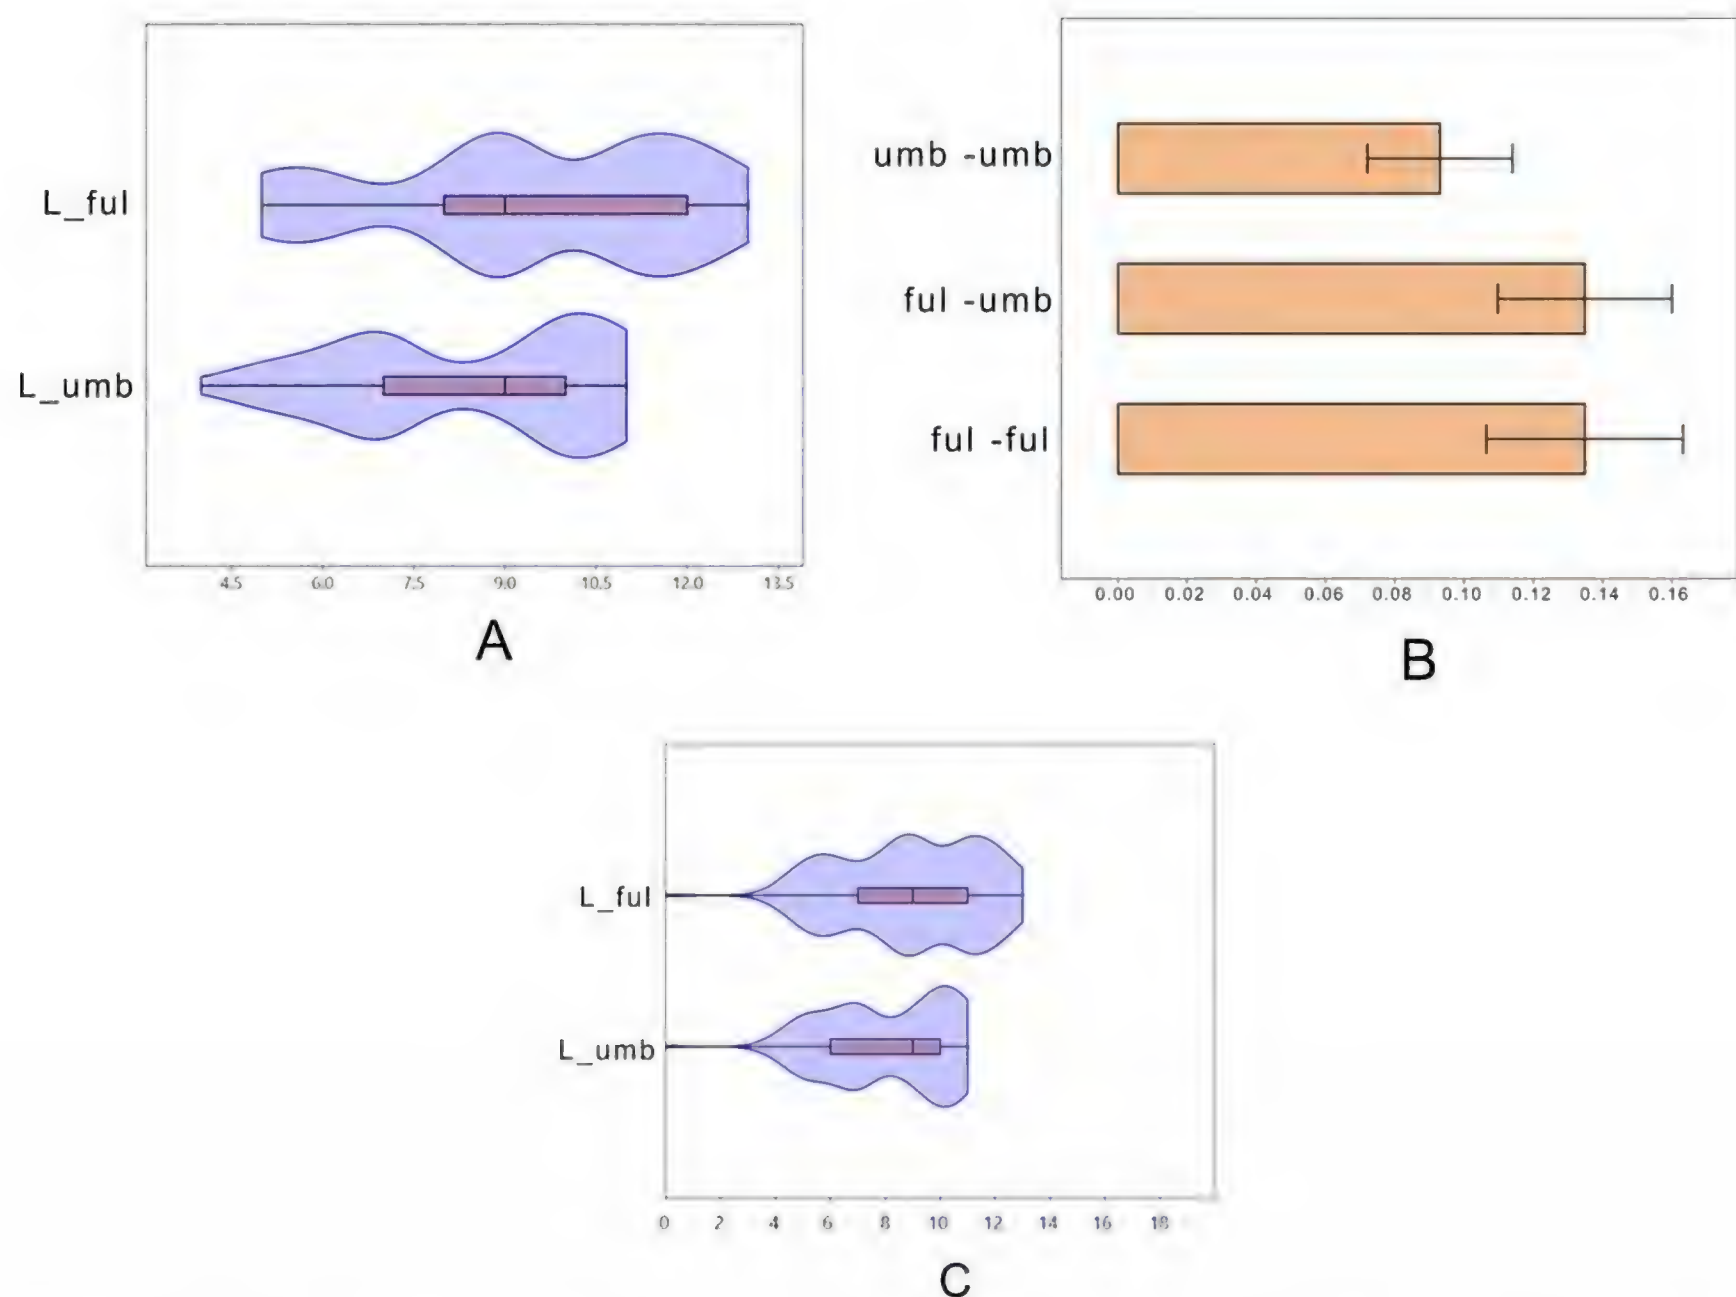 L_ful
L_umb
4.5 6.0 7.5 9.0 10.5 12.0 13.5
A
umb -umb
ful -umb
ful -ful
0.00 0.02 0.04 0.06 0.08 0.10 0.12 0.14 0.16
B
L_ful
L_umb
0 2 4 6 8 10 12 14 16 18
C